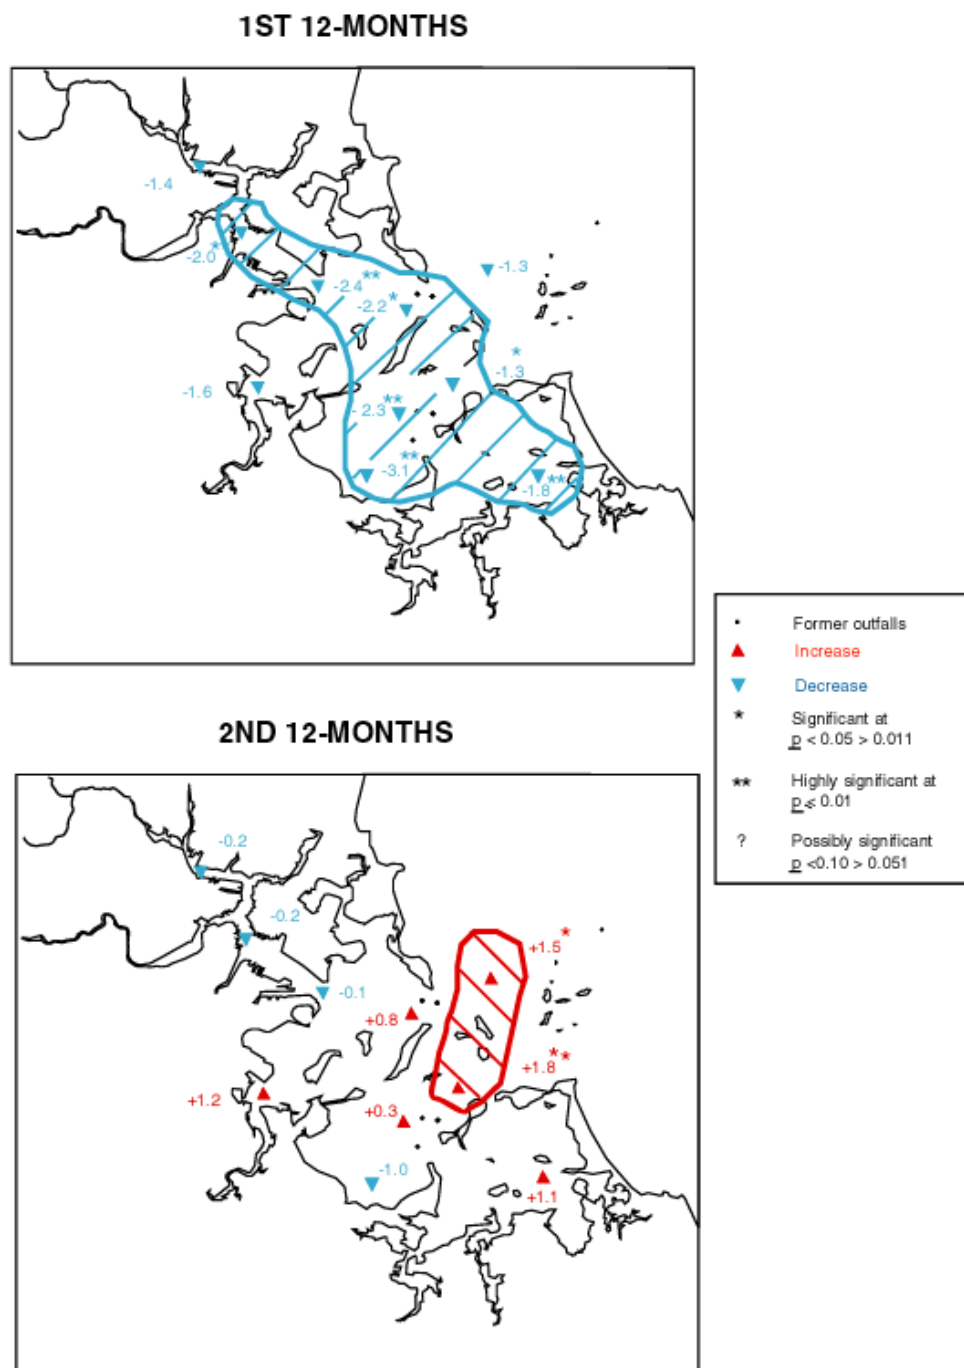 1ST 12-MONTHS
-1.4
-2.0 *
-2.4 **
-2.2 *
-1.3
*
-1.3
-1.6
-2.3 **
-3.1 **
-1.8 **
• Former outfalls
▲ Increase
▼ Decrease
* Significant at
p < 0.05 > 0.011
** Highly significant at
p ≤ 0.01
? Possibly significant
p <0.10 > 0.051
2ND 12-MONTHS
-0.2
-0.2
+1.5 *
-0.1
+0.8
+1.8 **
+1.2
+0.3
-1.0
+1.1